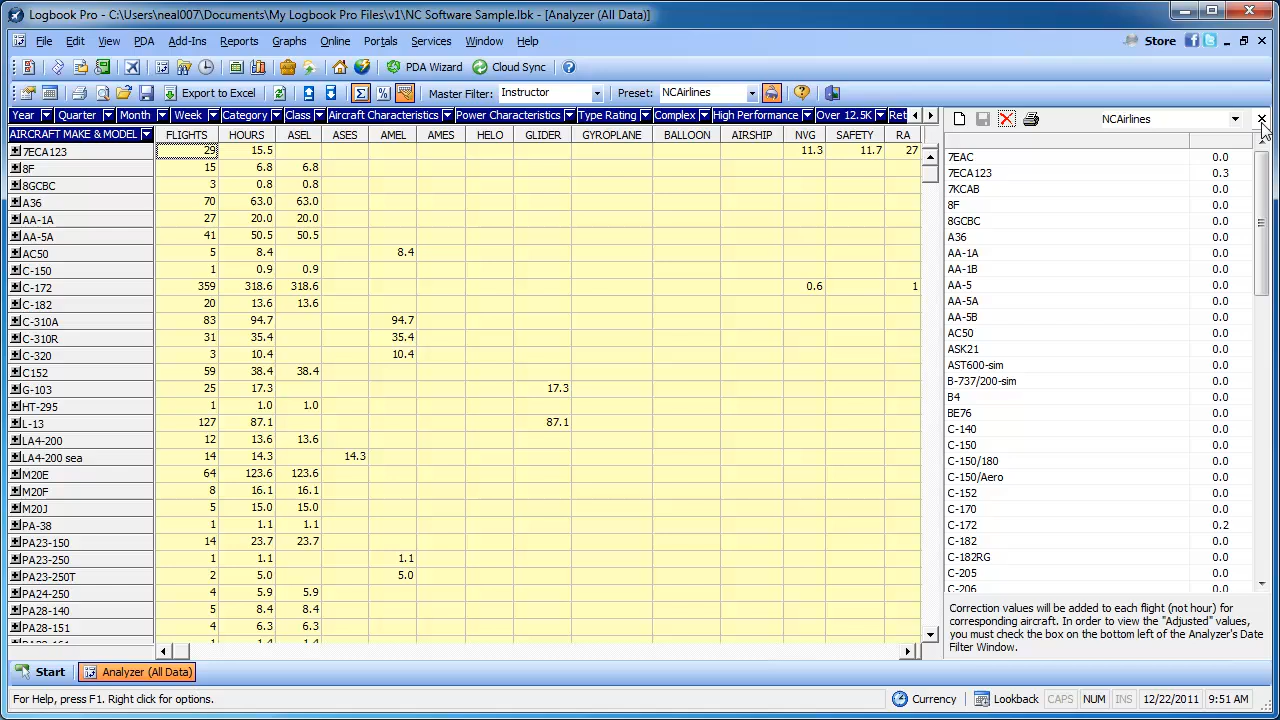 Logbook Pro - C:\Users\neal007\Documents\My Logbook Pro Files\v1\NC Software Sample.lbk - [Analyzer (All Data)]
File Edit View PDA Add-Ins Reports Graphs Online Portals Services Window Help Store
PDA Wizard Cloud Sync
Export to Excel Master Filter: Instructor Preset: NCAirlines
Year Quarter Month Week Category Class Aircraft Characteristics Power Characteristics Type Rating Complex High Performance Over 12.5K Ret
NCAirlines
AIRCRAFT MAKE & MODEL FLIGHTS HOURS ASEL ASES AMEL AMES HELO GLIDER GYROPLANE BALLOON AIRSHIP NVG SAFETY RA
7ECA123 29 15.5 11.3 11.7 27
8F 15 6.8 6.8
8GCBC 3 0.8 0.8
A36 70 63.0 63.0
AA-1A 27 20.0 20.0
AA-5A 41 50.5 50.5
AC50 5 8.4 8.4
C-150 1 0.9 0.9
C-172 359 318.6 318.6 0.6 1
C-182 20 13.6 13.6
C-310A 83 94.7 94.7
C-310R 31 35.4 35.4
C-320 3 10.4 10.4
C152 59 38.4 38.4
G-103 25 17.3 17.3
HT-295 1 1.0 1.0
L-13 127 87.1 87.1
LA4-200 12 13.6 13.6
LA4-200 sea 14 14.3 14.3
M20E 64 123.6 123.6
M20F 8 16.1 16.1
M20J 5 15.0 15.0
PA-38 1 1.1 1.1
PA23-150 14 23.7 23.7
PA23-250 1 1.1 1.1
PA23-250T 2 5.0 5.0
PA24-250 4 5.9 5.9
PA28-140 5 8.4 8.4
PA28-151 4 6.3 6.3
7EAC 0.0
7ECA123 0.3
7KCAB 0.0
8F 0.0
8GCBC 0.0
A36 0.0
AA-1A 0.0
AA-1B 0.0
AA-5 0.0
AA-5A 0.0
AA-5B 0.0
AC50 0.0
ASK21 0.0
AST600-sim 0.0
B-737/200-sim 0.0
B4 0.0
BE76 0.0
C-140 0.0
C-150 0.0
C-150/180 0.0
C-150/Aero 0.0
C-152 0.0
C-170 0.0
C-172 0.2
C-182 0.0
C-182RG 0.0
C-205 0.0
C-206 0.0
Correction values will be added to each flight (not hour) for
corresponding aircraft. In order to view the "Adjusted" values,
you must check the box on the bottom left of the Analyzer's Date
Filter Window.
Start Analyzer (All Data)
For Help, press F1. Right click for options. Currency Lookback CAPS NUM INS 12/22/2011 9:51 AM